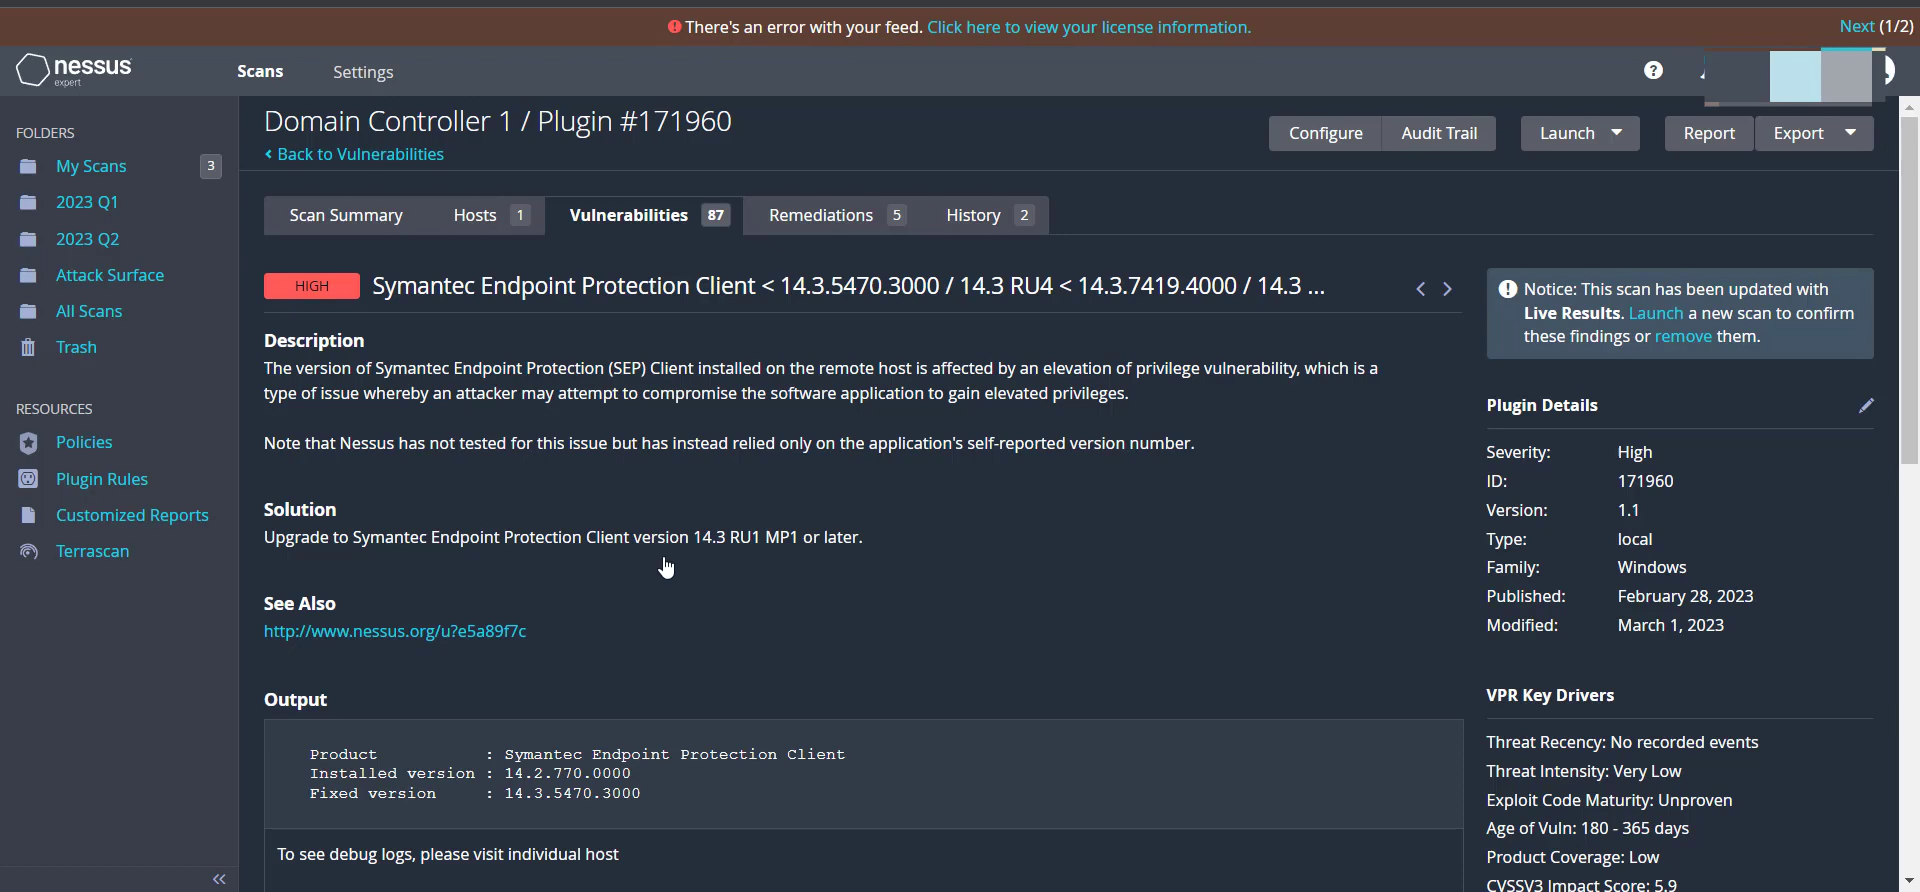 There's an error with your feed. Click here to view your license information.
Next (1/2)
nessus
expert
Scans
Settings
FOLDERS
My Scans 3
2023 Q1
2023 Q2
Attack Surface
All Scans
Trash
RESOURCES
Policies
Plugin Rules
Customized Reports
Terrascan
Domain Controller 1 / Plugin #171960
Back to Vulnerabilities
Configure
Audit Trail
Launch
Report
Export
Scan Summary
Hosts 1
Vulnerabilities 87
Remediations 5
History 2
HIGH
Symantec Endpoint Protection Client < 14.3.5470.3000 / 14.3 RU4 < 14.3.7419.4000 / 14.3 ...
Description
The version of Symantec Endpoint Protection (SEP) Client installed on the remote host is affected by an elevation of privilege vulnerability, which is a
type of issue whereby an attacker may attempt to compromise the software application to gain elevated privileges.
Note that Nessus has not tested for this issue but has instead relied only on the application's self-reported version number.
Solution
Upgrade to Symantec Endpoint Protection Client version 14.3 RU1 MP1 or later.
See Also
http://www.nessus.org/u?e5a89f7c
Output
Product : Symantec Endpoint Protection Client
Installed version : 14.2.770.0000
Fixed version : 14.3.5470.3000
To see debug logs, please visit individual host
Notice: This scan has been updated with
Live Results. Launch a new scan to confirm
these findings or remove them.
Plugin Details
Severity: High
ID: 171960
Version: 1.1
Type: local
Family: Windows
Published: February 28, 2023
Modified: March 1, 2023
VPR Key Drivers
Threat Recency: No recorded events
Threat Intensity: Very Low
Exploit Code Maturity: Unproven
Age of Vuln: 180 - 365 days
Product Coverage: Low
CVSSV3 Impact Score: 5.9